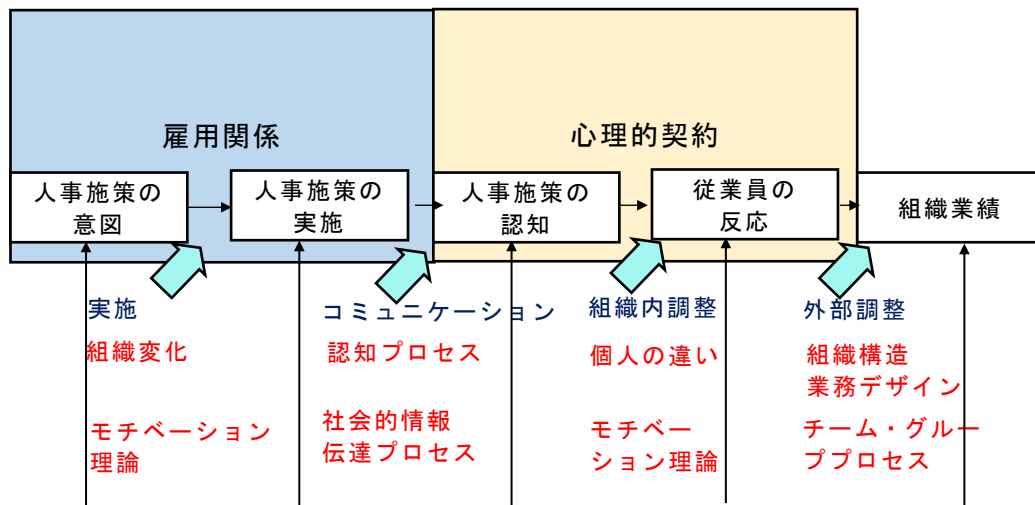 雇用関係
心理的契約
人事施策の
意図
人事施策の
実施
人事施策の
認知
従業員の
反応
組織業績
実施
コミュニケーション
組織内調整
外部調整
組織変化
認知プロセス
個人の違い
組織構造
業務デザイン
モチベーション
理論
社会的情報
伝達プロセス
モチベー
ション理論
チーム・グルー
ププロセス